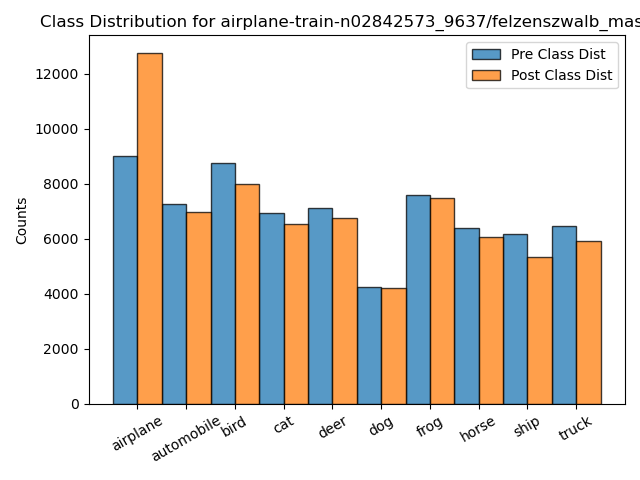 Class Distribution for airplane-train-n02842573_9637/felzenszwalb_mas
Pre Class Dist
Post Class Dist
Counts
12000
10000
8000
6000
4000
2000
0
airplane
automobile
bird
cat
deer
dog
frog
horse
ship
truck